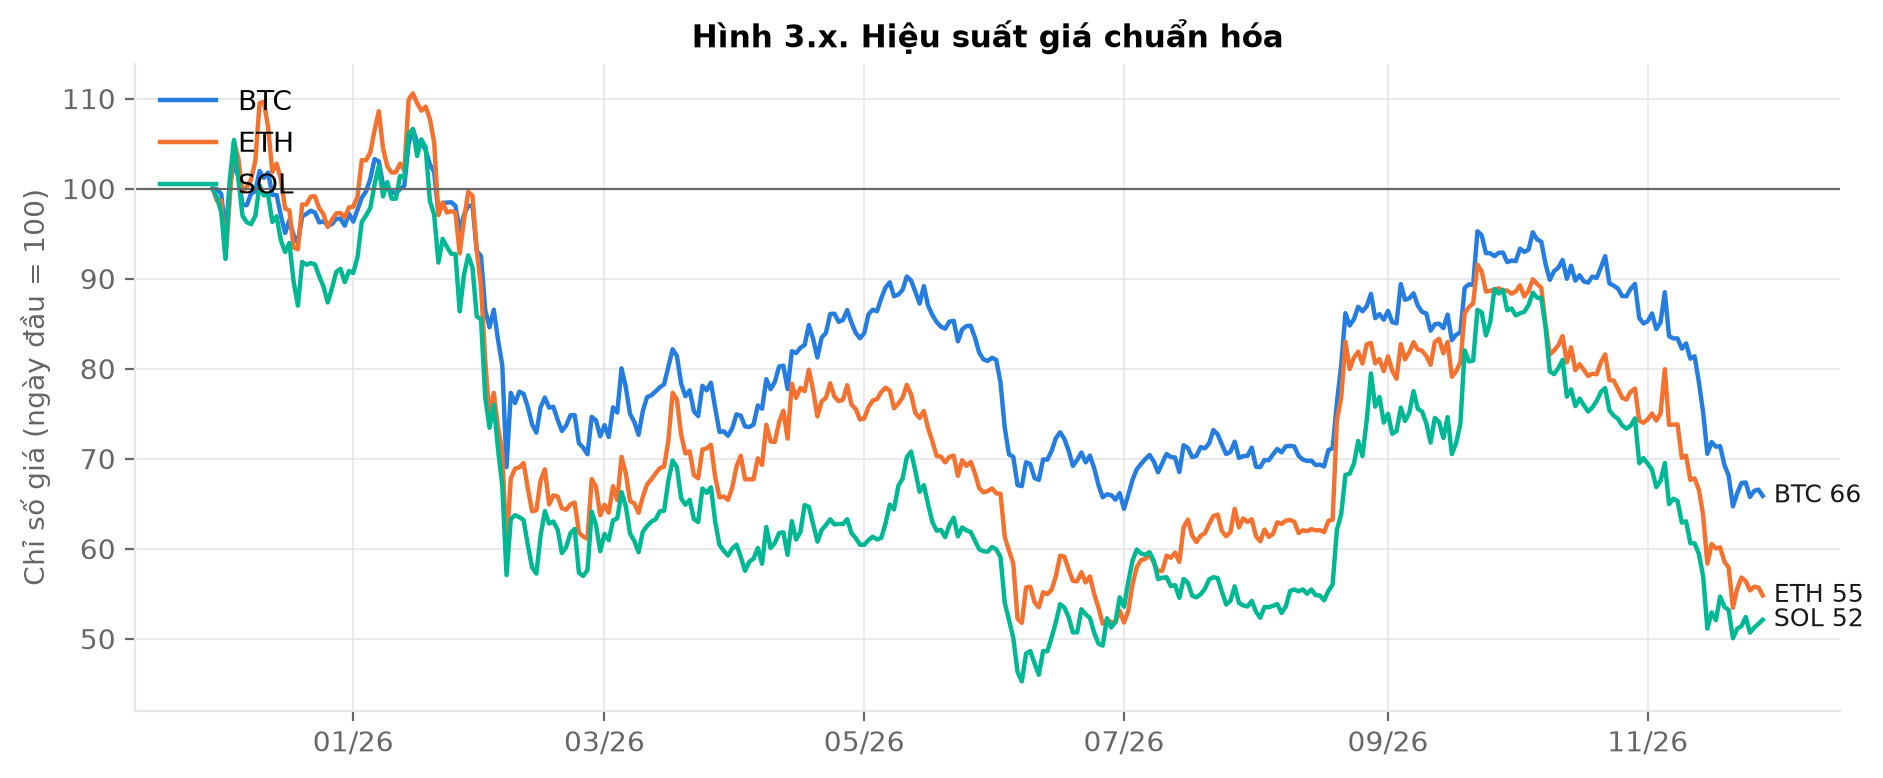 Hình 3.x. Hiệu suất giá chuẩn hóa
Chỉ số giá (ngày đầu = 100)
110
100
90
80
70
60
50
BTC
ETH
SOL
BTC 66
ETH 55
SOL 52
01/26
03/26
05/26
07/26
09/26
11/26